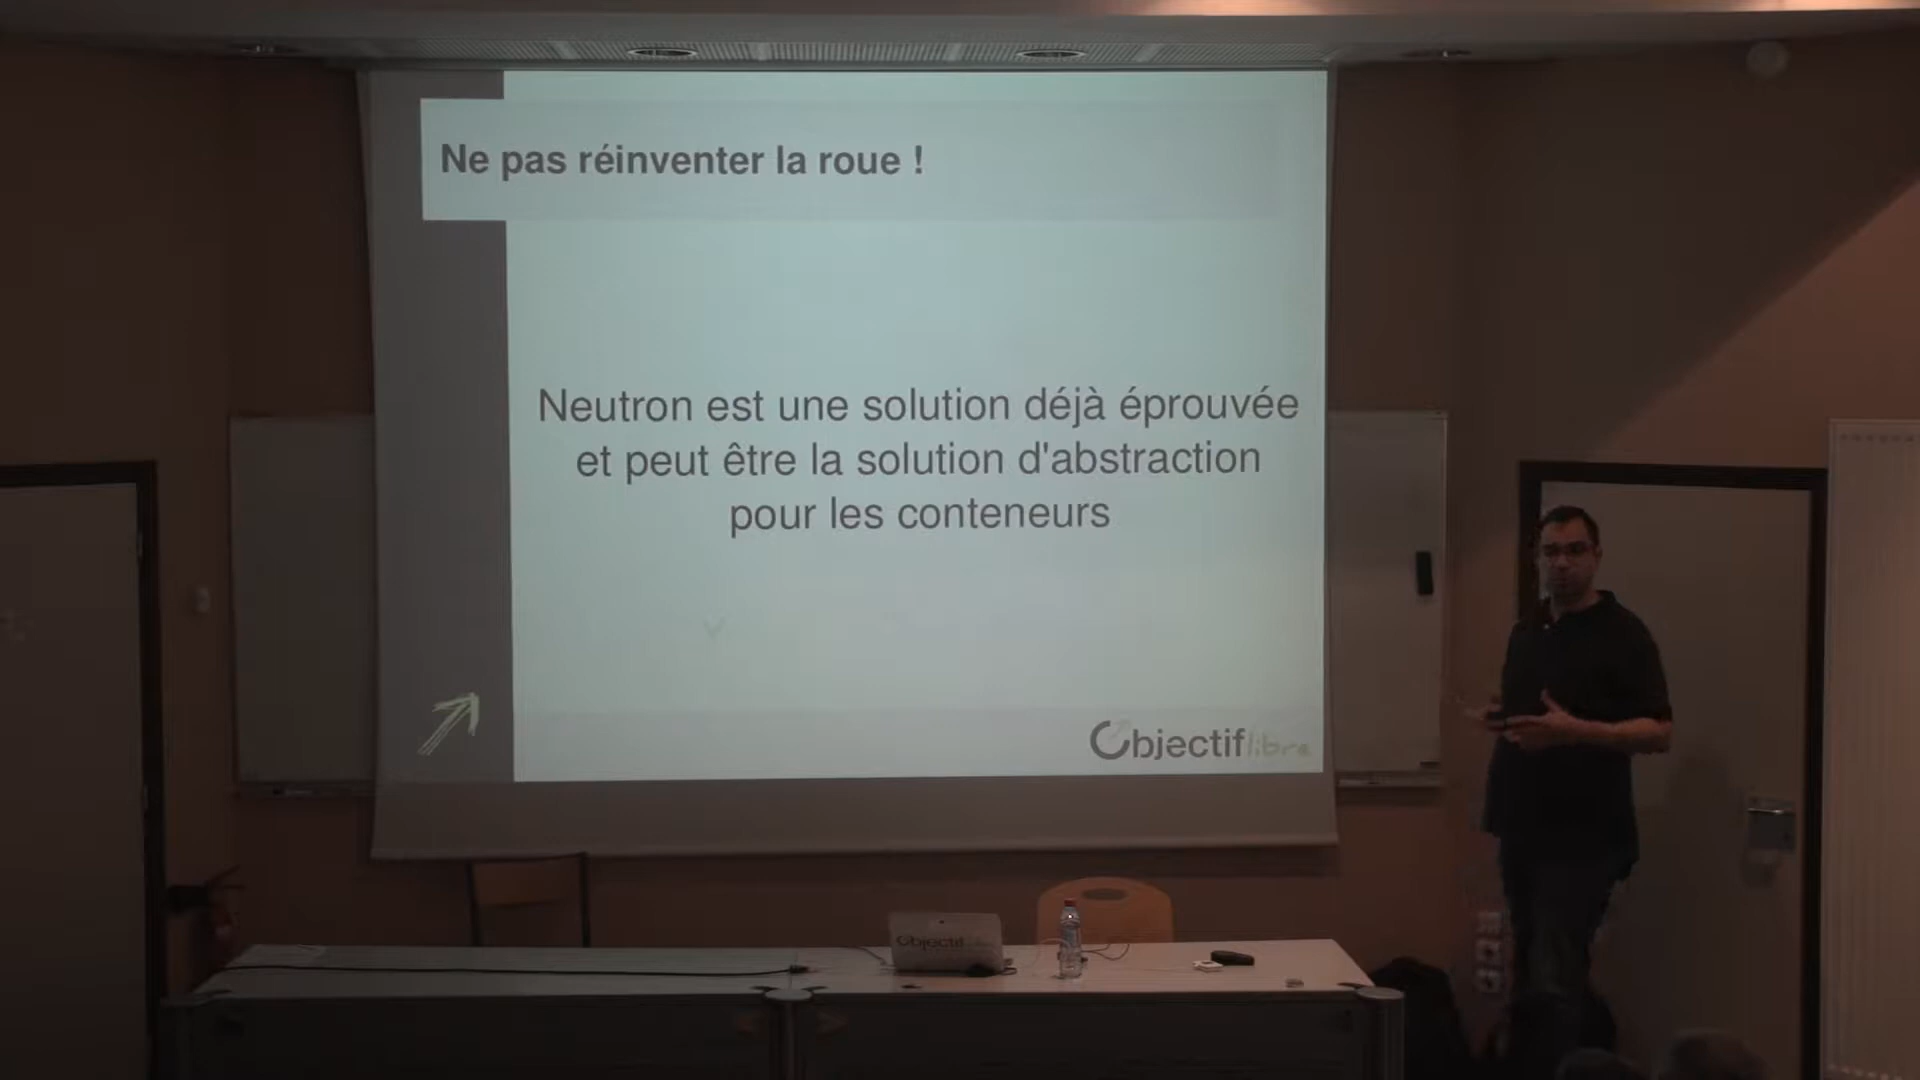 Ne pas réinventer la roue !
Neutron est une solution déjà éprouvée
et peut être la solution d'abstraction
pour les conteneurs
Objectif libre
Objectif